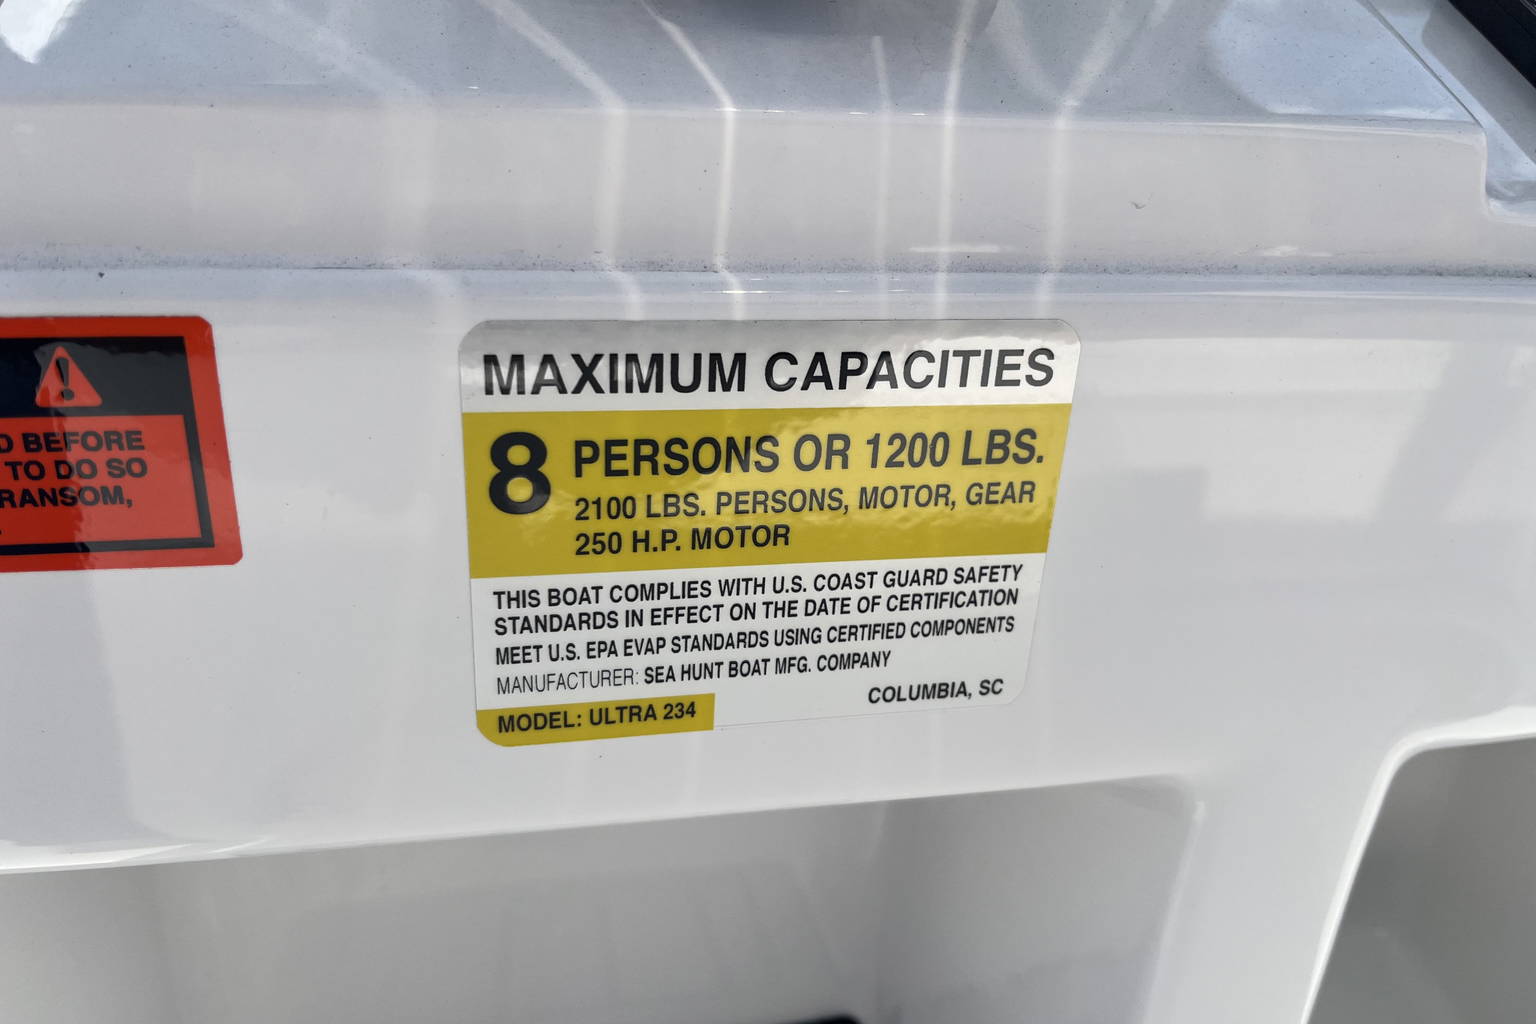 D BEFORE
TO DO SO
RANSOM,
MAXIMUM CAPACITIES
8 PERSONS OR 1200 LBS.
2100 LBS. PERSONS, MOTOR, GEAR
250 H.P. MOTOR
THIS BOAT COMPLIES WITH U.S. COAST GUARD SAFETY
STANDARDS IN EFFECT ON THE DATE OF CERTIFICATION
MEET U.S. EPA EVAP STANDARDS USING CERTIFIED COMPONENTS
MANUFACTURER: SEA HUNT BOAT MFG. COMPANY
COLUMBIA, SC
MODEL: ULTRA 234